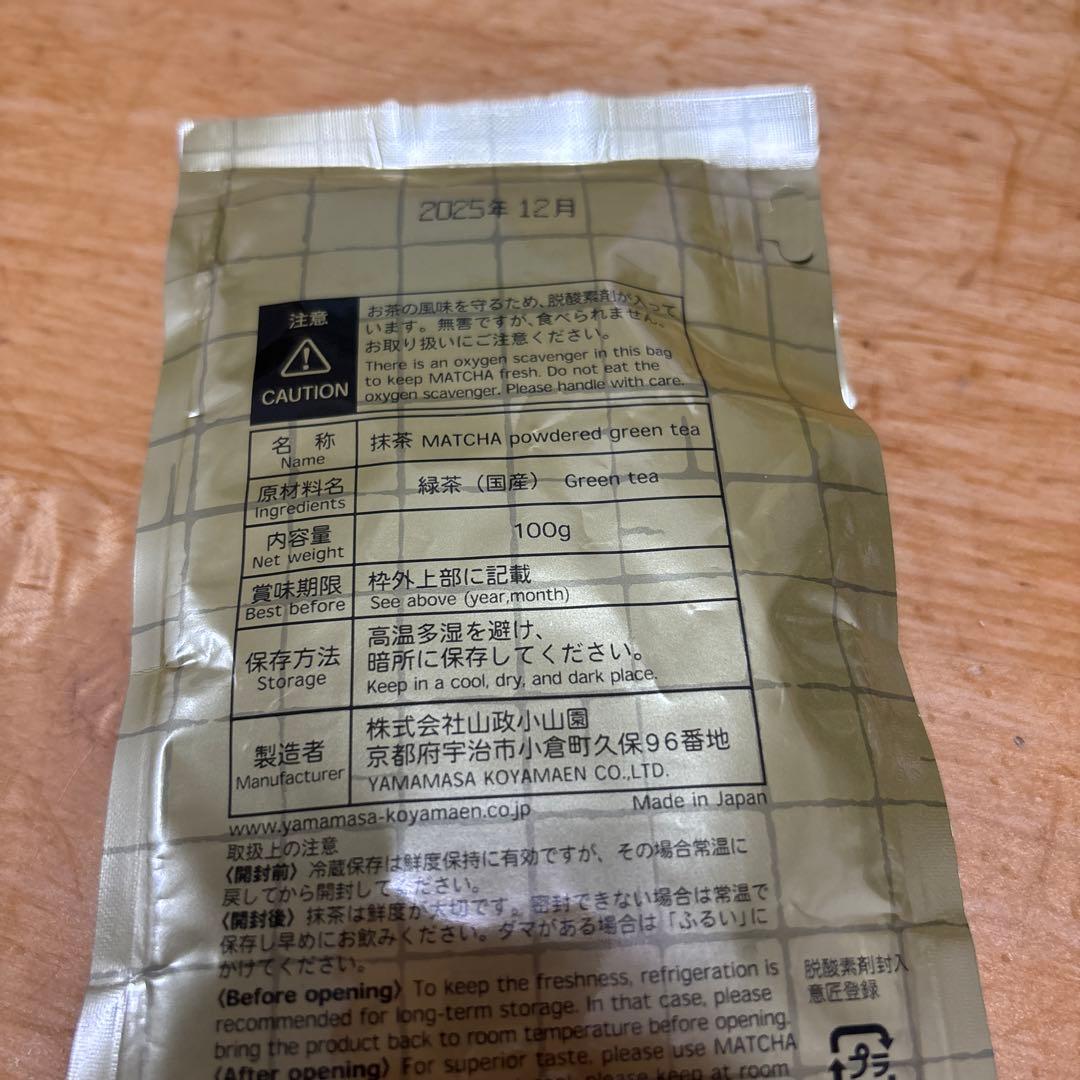 2025年 12月
注意
CAUTION
お茶の風味を守るため、脱酸素剤が入って
います。無害ですが、食べられません。
お取り扱いにご注意ください。
There is an oxygen scavenger in this bag
to keep MATCHA fresh. Do not eat the
oxygen scavenger. Please handle with care.
名 称 抹茶 MATCHA powdered green tea
Name
原材料名 緑茶（国産） Green tea
Ingredients
内容量 100g
Net weight
賞味期限 枠外上部に記載
Best before See above (year,month)
保存方法
Storage
高温多湿を避け、
暗所に保存してください。
Keep in a cool, dry, and dark place.
製造者
Manufacturer
株式会社山政小山園
京都府宇治市小倉町久保96番地
YAMAMASA KOYAMAEN CO.,LTD.
www.yamamasa-koyamaen.co.jp Made in Japan
取扱上の注意
〈開封前〉冷蔵保存は鮮度保持に有効ですが、その場合常温に
戻してから開封してください。
〈開封後〉抹茶は鮮度が大切です。密封できない場合は常温で
保存し早めにお飲みください。ダマがある場合は「ふるい」に
かけてください。
〈Before opening〉To keep the freshness, refrigeration is
recommended for long-term storage. In that case, please
bring the product back to room temperature before opening.
〈After opening〉For superior taste, please use MATCHA
please keep at room
脱酸素剤封入
意匠登録
プラ